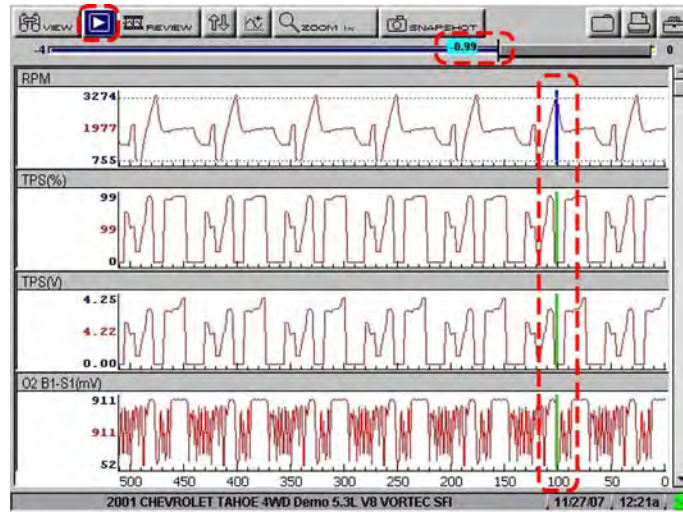 VIEW REVIEW ZOOM 1x SNAPSHOT
-4 -0.99 0
RPM
3274
1977
755
TPS(%)
99
99
0
TPS(V)
4.25
4.22
0.00
O2 B1-S1(mV)
911
911
52
500 450 400 350 300 250 200 150 100 50 0
2001 CHEVROLET TAHOE 4WD Demo 5.3L V8 VORTEC SFI 11/27/07 12:21a